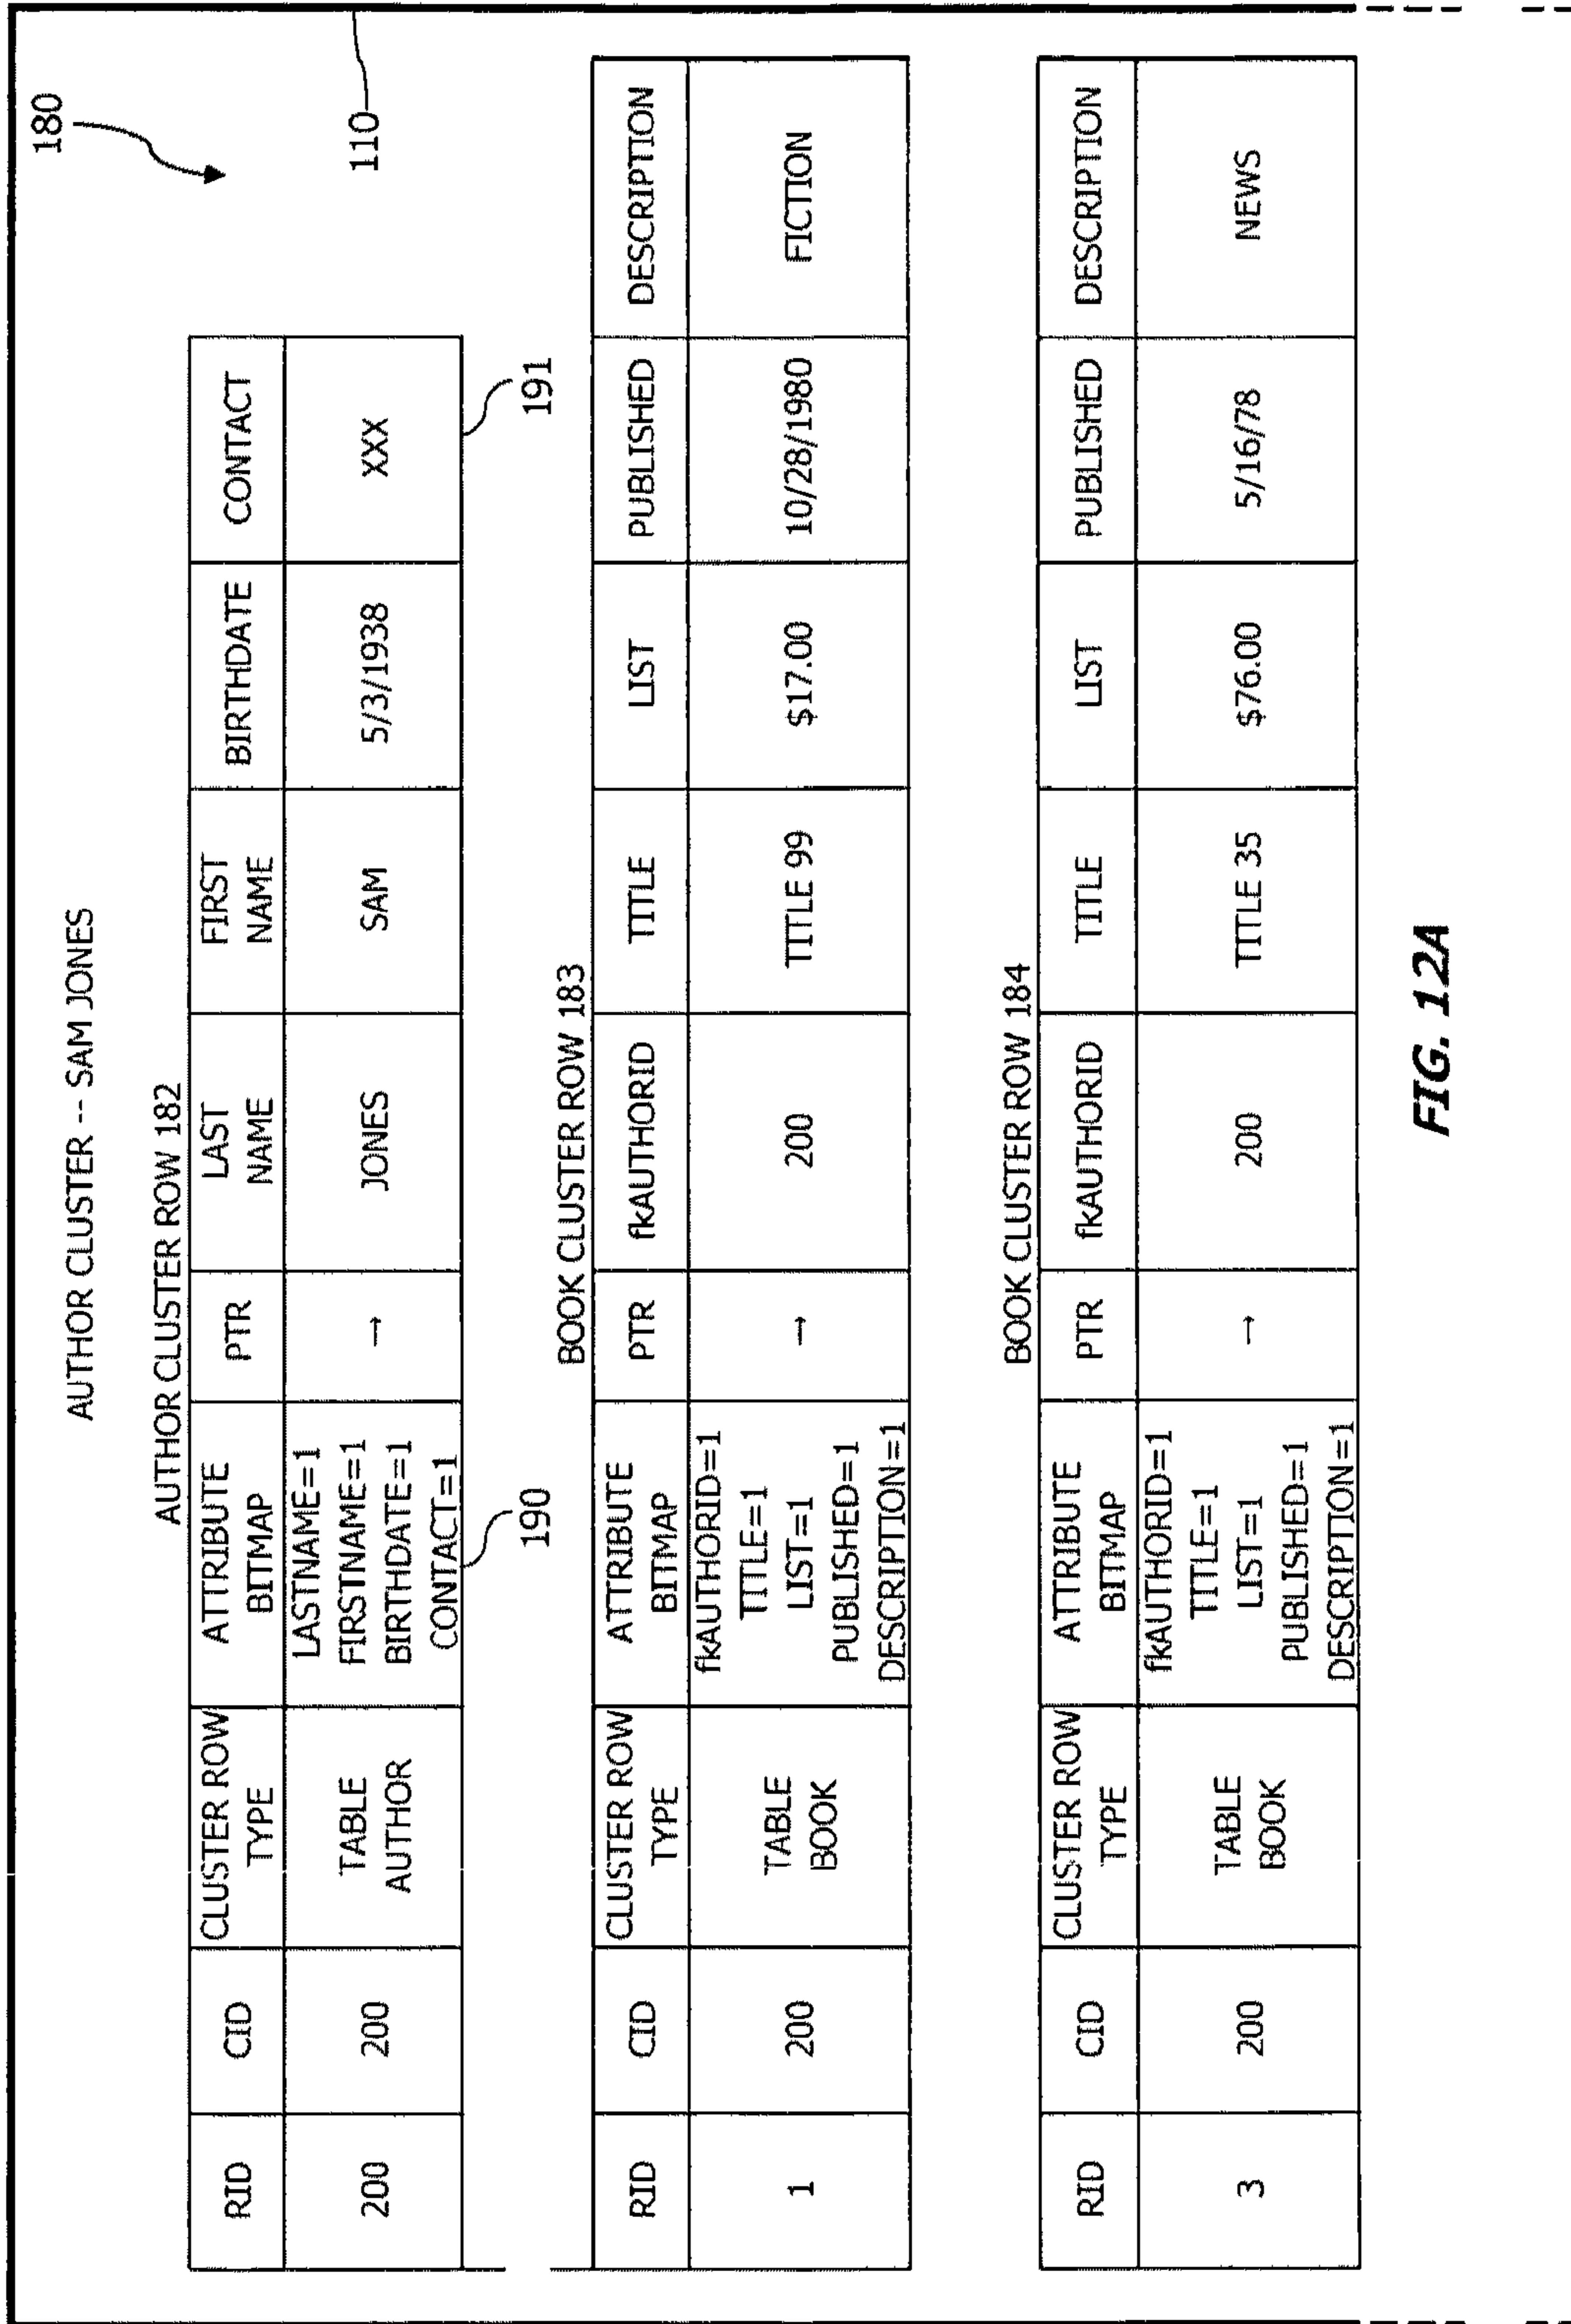 180
110
AUTHOR CLUSTER -- SAM JONES
AUTHOR CLUSTER ROW 182
RID
CID
CLUSTER ROW
TYPE
ATTRIBUTE
BITMAP
PTR
LAST
NAME
FIRST
NAME
BIRTHDATE
CONTACT
200
200
TABLE
AUTHOR
LASTNAME=1
FIRSTNAME=1
BIRTHDATE=1
CONTACT=1
→
JONES
SAM
5/3/1938
XXX
190
191
BOOK CLUSTER ROW 183
RID
CID
CLUSTER ROW
TYPE
ATTRIBUTE
BITMAP
PTR
fkAUTHORID
TITLE
LIST
PUBLISHED
DESCRIPTION
1
200
TABLE
BOOK
fkAUTHORID=1
TITLE=1
LIST=1
PUBLISHED=1
DESCRIPTION=1
→
200
TITLE 99
$17.00
10/28/1980
FICTION
BOOK CLUSTER ROW 184
RID
CID
CLUSTER ROW
TYPE
ATTRIBUTE
BITMAP
PTR
fkAUTHORID
TITLE
LIST
PUBLISHED
DESCRIPTION
3
200
TABLE
BOOK
fkAUTHORID=1
TITLE=1
LIST=1
PUBLISHED=1
DESCRIPTION=1
→
200
TITLE 35
$76.00
5/16/78
NEWS
FIG. 12A